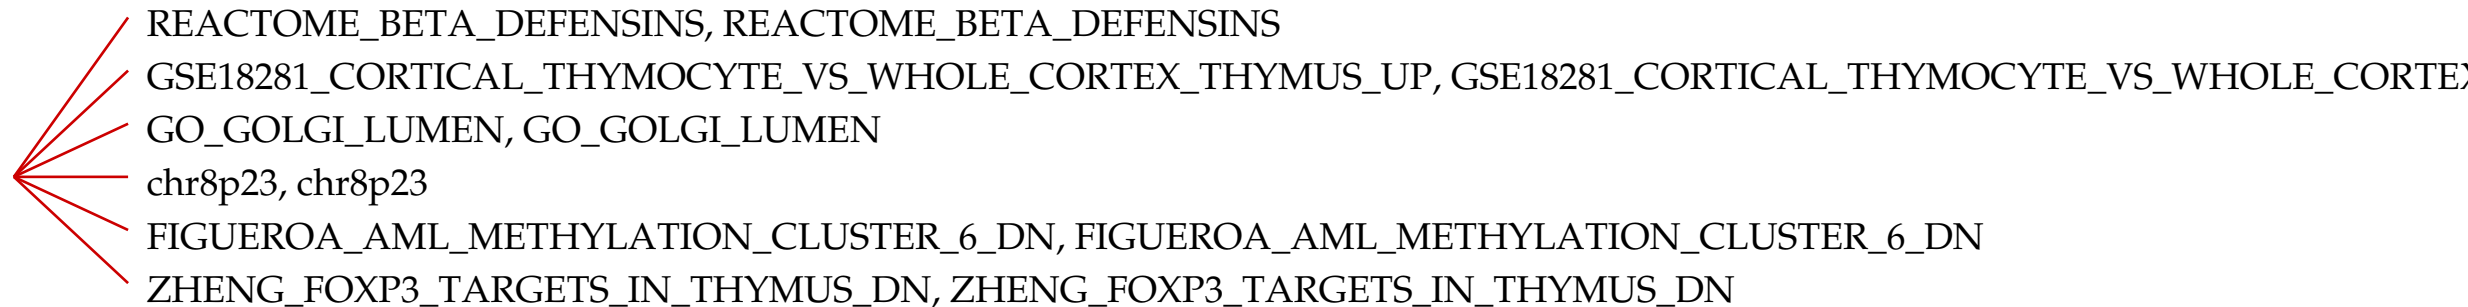 REACTOME_BETA_DEFENSINS, REACTOME_BETA_DEFENSINS
GSE18281_CORTICAL_THYMOCYTE_VS_WHOLE_CORTEX_THYMUS_UP, GSE18281_CORTICAL_THYMOCYTE_VS_WHOLE_CORTEX
GO_GOLGI_LUMEN, GO_GOLGI_LUMEN
chr8p23, chr8p23
FIGUEROA_AML_METHYLATION_CLUSTER_6_DN, FIGUEROA_AML_METHYLATION_CLUSTER_6_DN
ZHENG_FOXP3_TARGETS_IN_THYMUS_DN, ZHENG_FOXP3_TARGETS_IN_THYMUS_DN